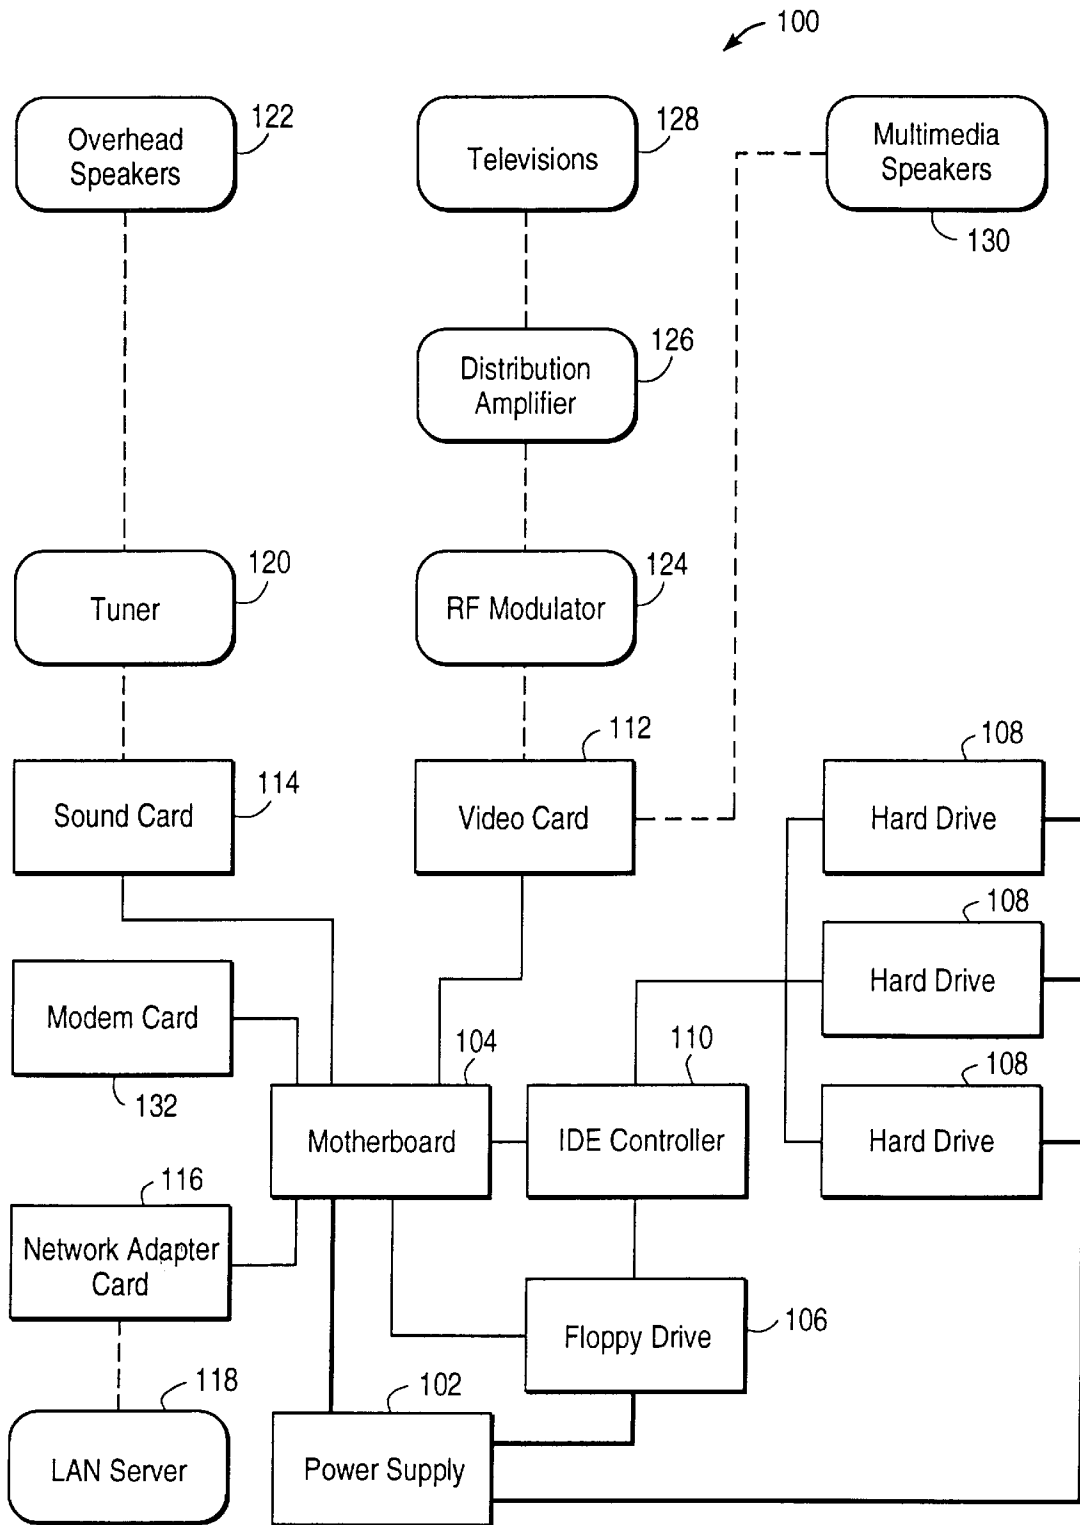 100
Overhead
Speakers
122
Televisions
128
Multimedia
Speakers
130
Distribution
Amplifier
126
Tuner
120
RF Modulator
124
Sound Card
114
Video Card
112
Hard Drive
108
Hard Drive
108
Modem Card
132
Motherboard
104
IDE Controller
110
Hard Drive
108
Network Adapter
Card
116
Floppy Drive
106
LAN Server
118
Power Supply
102